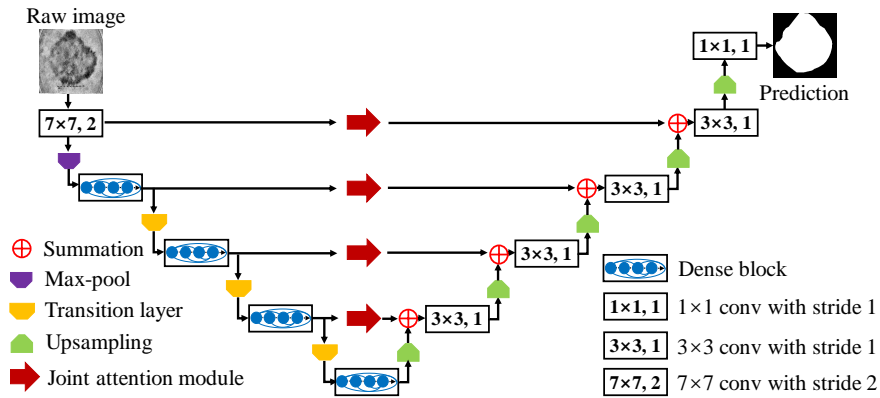 Raw image
1×1, 1
Prediction
7×7, 2
3×3, 1
3×3, 1
3×3, 1
3×3, 1
Summation
Max-pool
Transition layer
Upsampling
Joint attention module
Dense block
1×1, 1 1×1 conv with stride 1
3×3, 1 3×3 conv with stride 1
7×7, 2 7×7 conv with stride 2